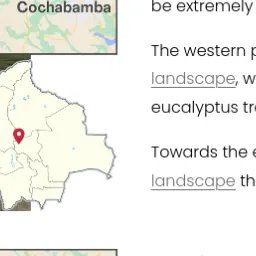 Cochabamba
be extremely
The western p
landscape, w
eucalyptus tr
Towards the e
landscape th